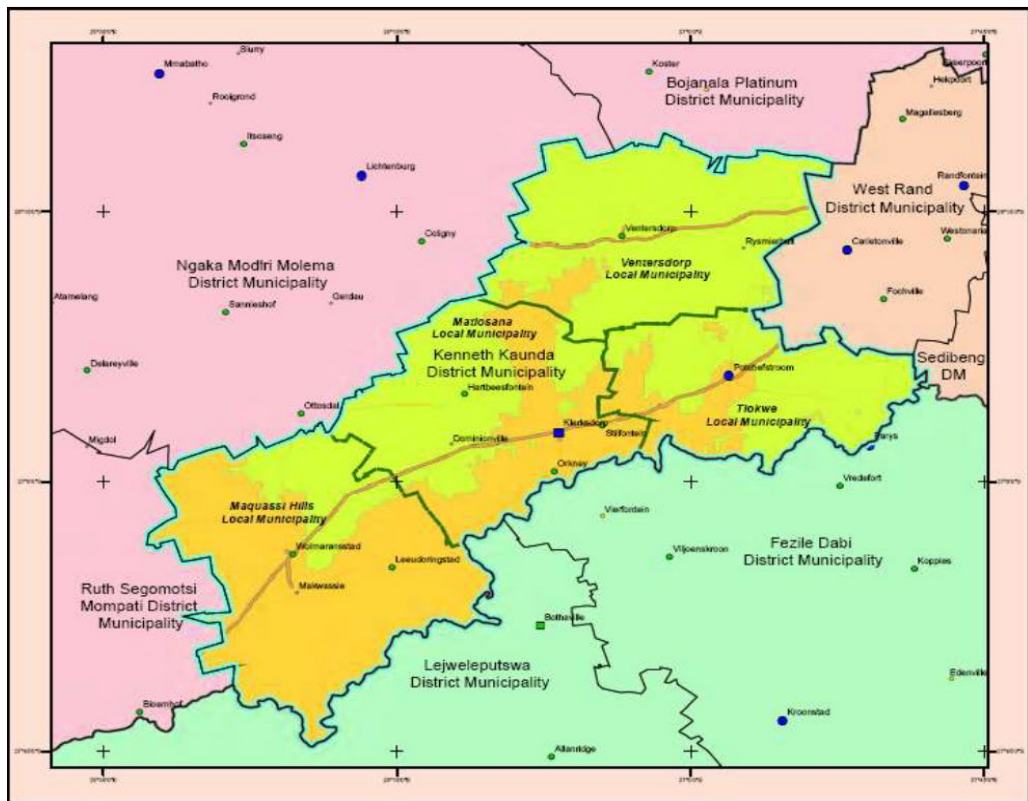 Slurry
Mmabatho
Koster
Bojanala Platinum
District Municipality
Hekpoort
Rooigrond
Magaliesberg
Itsoseng
Lichtenburg
Randfontein
West Rand
District Municipality
Coligny
Ventersdorp
Rysmierbult
Carletonville
Westonaria
Ventersdorp
Local Municipality
Ngaka Modiri Molema
District Municipality
Atamelang
Sannieshof
Gerdau
Fochville
Matlosana
Local Municipality
Kenneth Kaunda
District Municipality
Sedibeng
DM
Delareyville
Potchefstroom
Hartbeesfontein
Tlokwe
Local Municipality
Ottosdal
Klerksdorp
Stilfontein
Migdol
Dominionville
Parys
Orkney
Vredefort
Maquassi Hills
Local Municipality
Vierfontein
Wolmaransstad
Leeudoringstad
Viljoenskroon
Fezile Dabi
District Municipality
Koppies
Ruth Segomotsi
Mompati District
Municipality
Makwassie
Bothaville
Lejweleputswa
District Municipality
Edenville
Bloemhof
Kroonstad
Allanridge